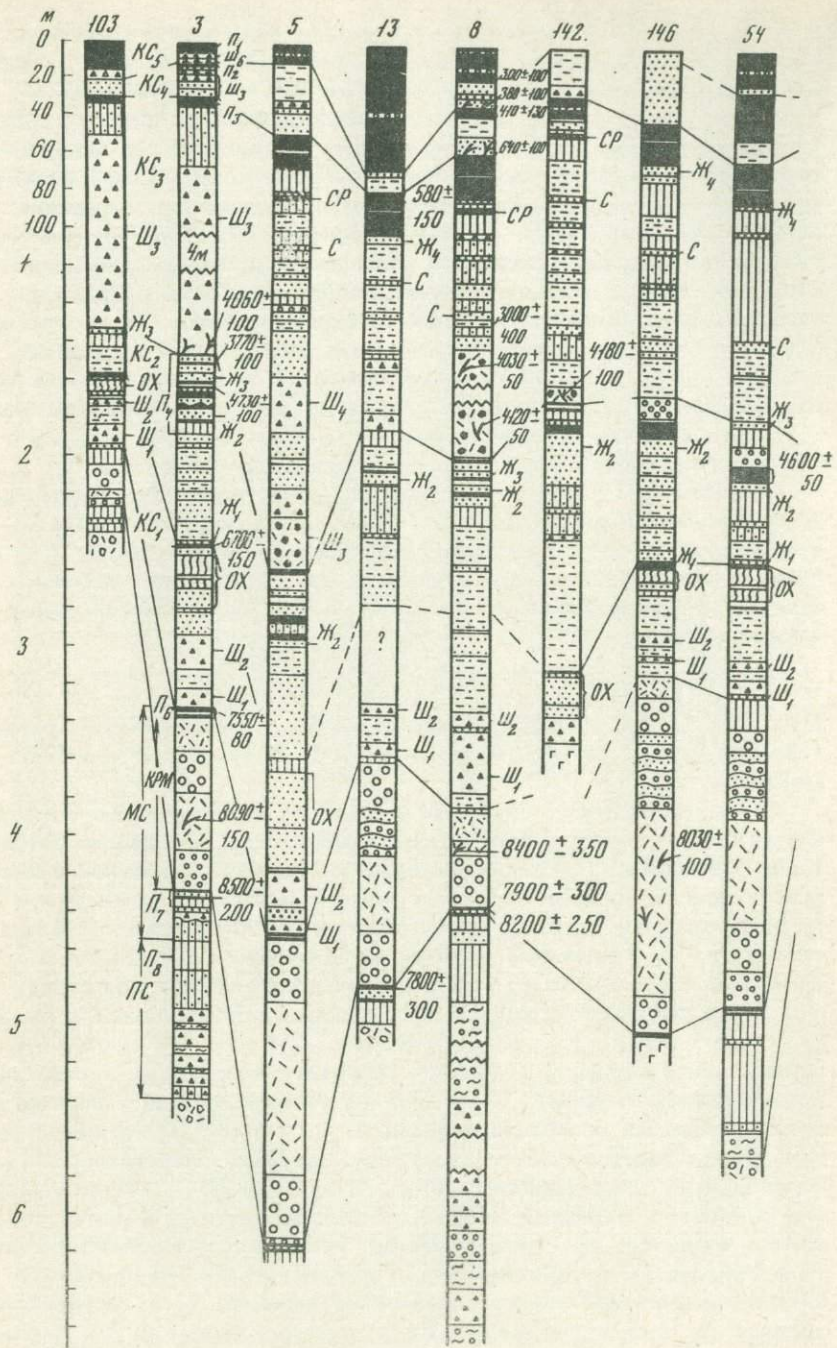 м
103 3 5 13 8 142. 146 54
0
20
40
60
80
100
1
2
3
4
5
6
КС5
КС4
КС3
Ш3
Ж3
КС2
ОХ
Ш2
Ш1
КС1
П1
Ш6
П2
Ш3
П3
Ш3
4м
4060±
100
3770±
100
Ж3
4730±
100
П4
Ж2
Ж1
6700±
150
ОХ
Ш2
Ш1
П6
7550±
80
КРМ
МС
8090±
150
8500±
200
П7
П8
ПС
СР
С
Ш4
Ш3
Ж2
ОХ
Ш2
Ш1
580±
150
Ж4
С
Ж2
?
Ш2
Ш1
7800±
300
300±100
380±100
410±130
640±100
СР
С
3000±
400
4030±
50
4120±
50
Ж3
Ж2
Ш2
Ш1
8400±350
7900±300
8200±250
СР
С
4180±
100
Ж2
ОХ
Ж4
С
Ж2
Ж1
ОХ
Ш2
Ш1
8030±
100
Ж4
С
Ж3
4600±
50
Ж2
Ж1
ОХ
Ш2
Ш1